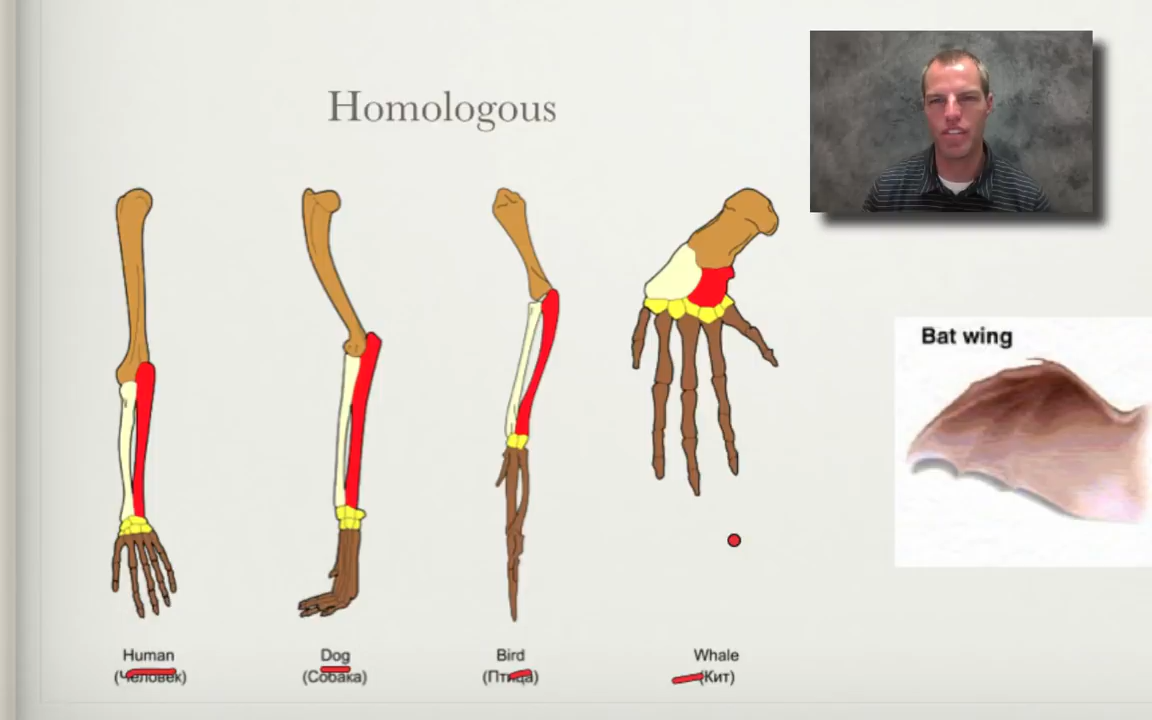 Homologous
Bat wing
Human
(Человек)
Dog
(Собака)
Bird
(Птица)
Whale
(Кит)